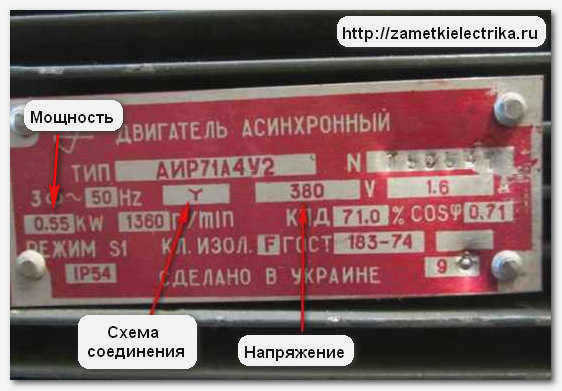 http://zametkielectrika.ru
Мощность
ДВИГАТЕЛЬ АСИНХРОННЫЙ
ТИП АИР71А4У2 N
3 ~ 50 Hz Y 380 V 1.6 A
0.55 KW 1360 r/min КПД 71.0 % COSφ 0.71
РЕЖИМ S1 КЛ. ИЗОЛ. F ГОСТ 183-74
IP54 СДЕЛАНО В УКРАИНЕ 9
Схема
соединения
Напряжение